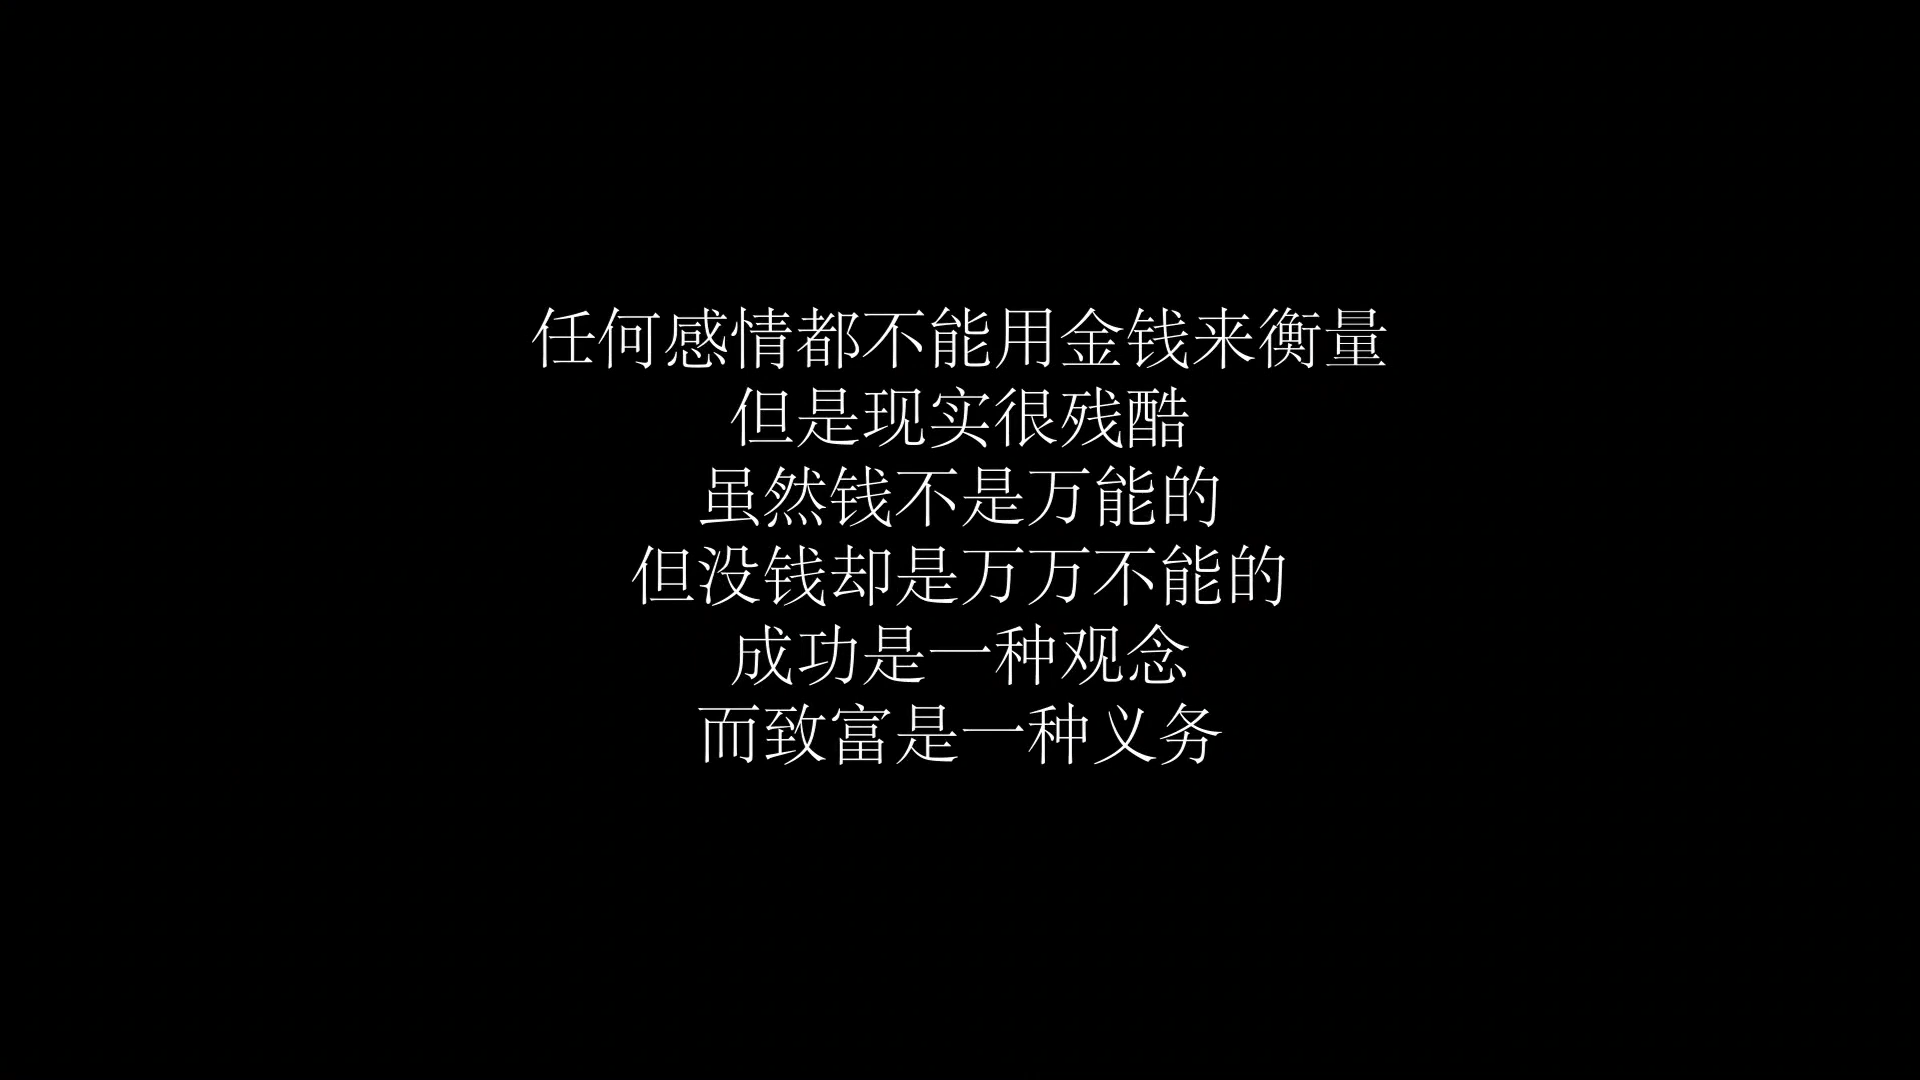 任何感情都不能用金钱来衡量
但是现实很残酷
虽然钱不是万能的
但没钱却是万万不能的
成功是一种观念
而致富是一种义务